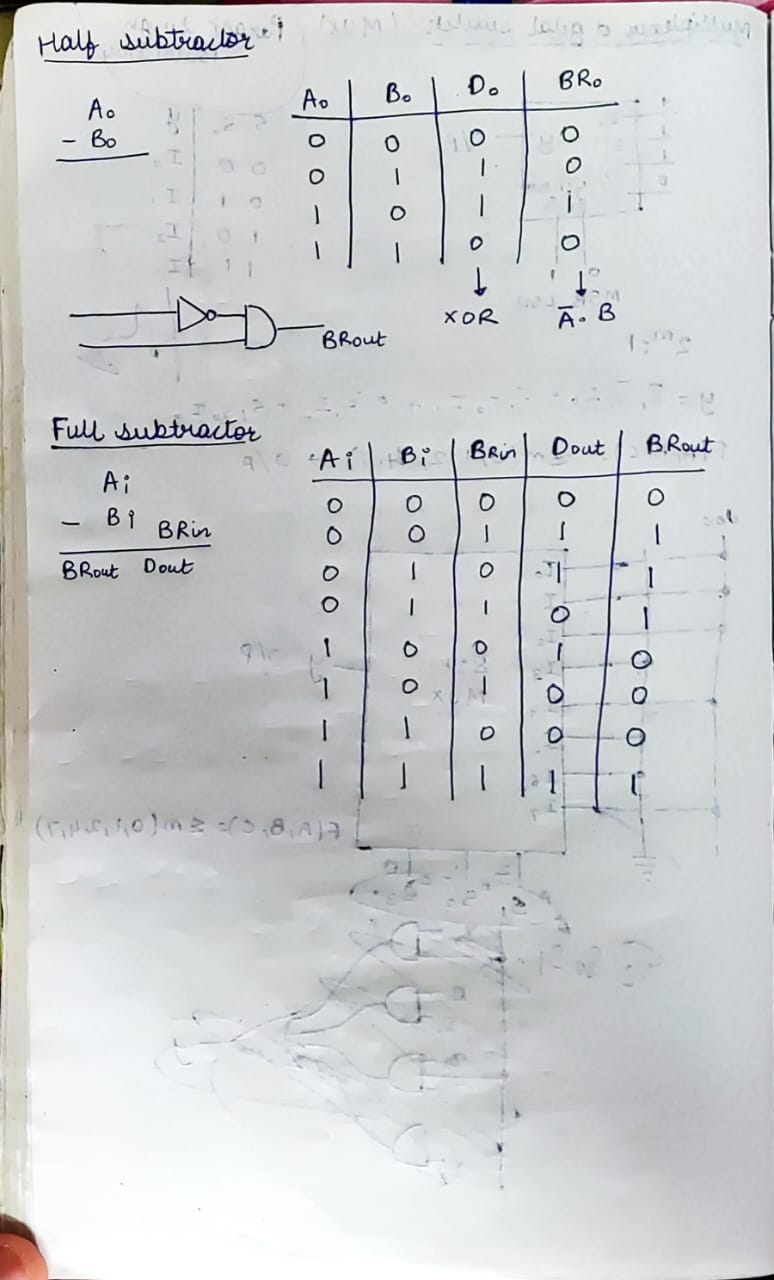 Half subtractor
A₀ B₀ D₀ BR₀
A₀
- B₀
0 0 0 0
0 1 1 0
1 0 1 1
1 1 0 0
↓ ↓
XOR A̅ . B
BRout
Full subtractor
Ai Bi BRin Dout BRout
Ai
- Bi BRin
BRout Dout
0 0 0 0 0
0 0 1 1 1
0 1 0 1 1
0 1 1 0 1
1 0 0 1 0
1 0 1 0 0
1 1 0 0 0
1 1 1 1 1